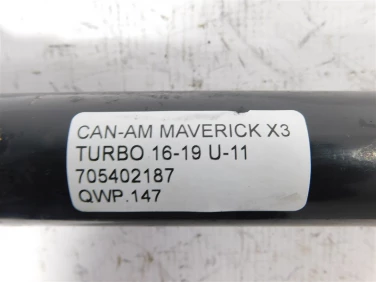 CAN-AM MAVERICK X3
TURBO 16-19 U-11
705402187
QWP.147